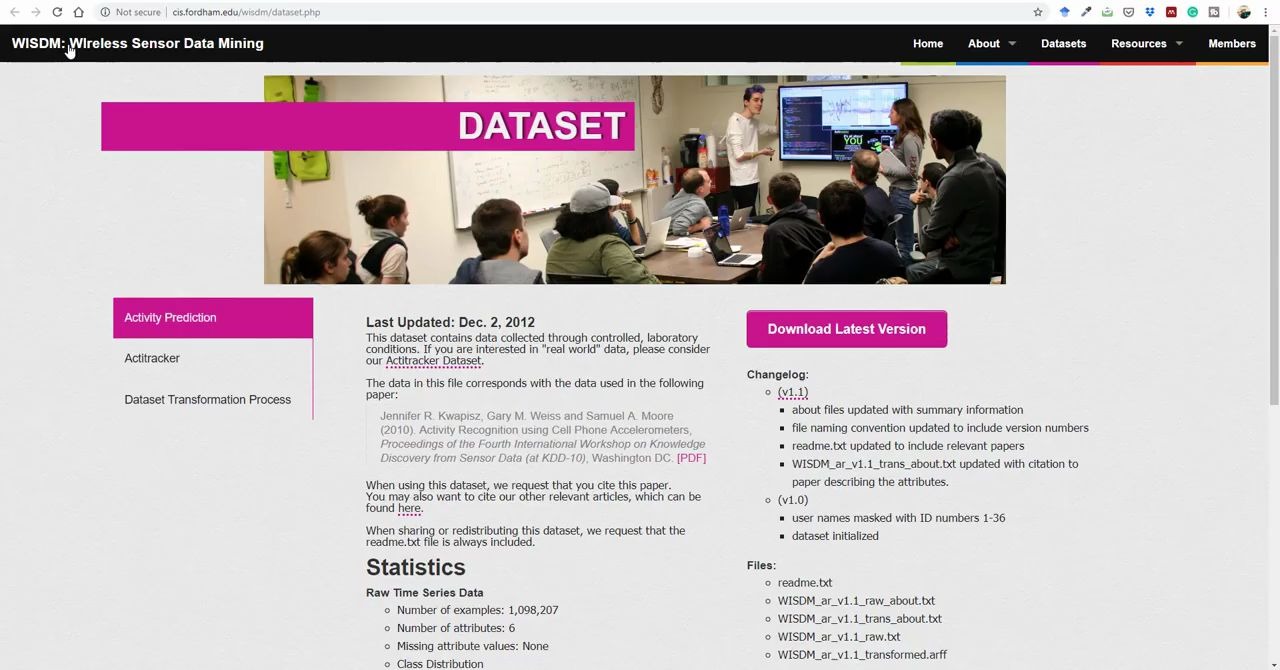 Not secure | cis.fordham.edu/wisdm/dataset.php
WISDM: WIreless Sensor Data Mining
Home
About
Datasets
Resources
Members
DATASET
Activity Prediction
Actitracker
Dataset Transformation Process
Last Updated: Dec. 2, 2012
This dataset contains data collected through controlled, laboratory
conditions. If you are interested in "real world" data, please consider
our Actitracker Dataset.
The data in this file corresponds with the data used in the following
paper:
Jennifer R. Kwapisz, Gary M. Weiss and Samuel A. Moore
(2010). Activity Recognition using Cell Phone Accelerometers,
Proceedings of the Fourth International Workshop on Knowledge
Discovery from Sensor Data (at KDD-10), Washington DC. [PDF]
When using this dataset, we request that you cite this paper.
You may also want to cite our other relevant articles, which can be
found here.
When sharing or redistributing this dataset, we request that the
readme.txt file is always included.
Statistics
Raw Time Series Data
Number of examples: 1,098,207
Number of attributes: 6
Missing attribute values: None
Class Distribution
Download Latest Version
Changelog:
(v1.1)
about files updated with summary information
file naming convention updated to include version numbers
readme.txt updated to include relevant papers
WISDM_ar_v1.1_trans_about.txt updated with citation to
paper describing the attributes.
(v1.0)
user names masked with ID numbers 1-36
dataset initialized
Files:
readme.txt
WISDM_ar_v1.1_raw_about.txt
WISDM_ar_v1.1_trans_about.txt
WISDM_ar_v1.1_raw.txt
WISDM_ar_v1.1_transformed.arff